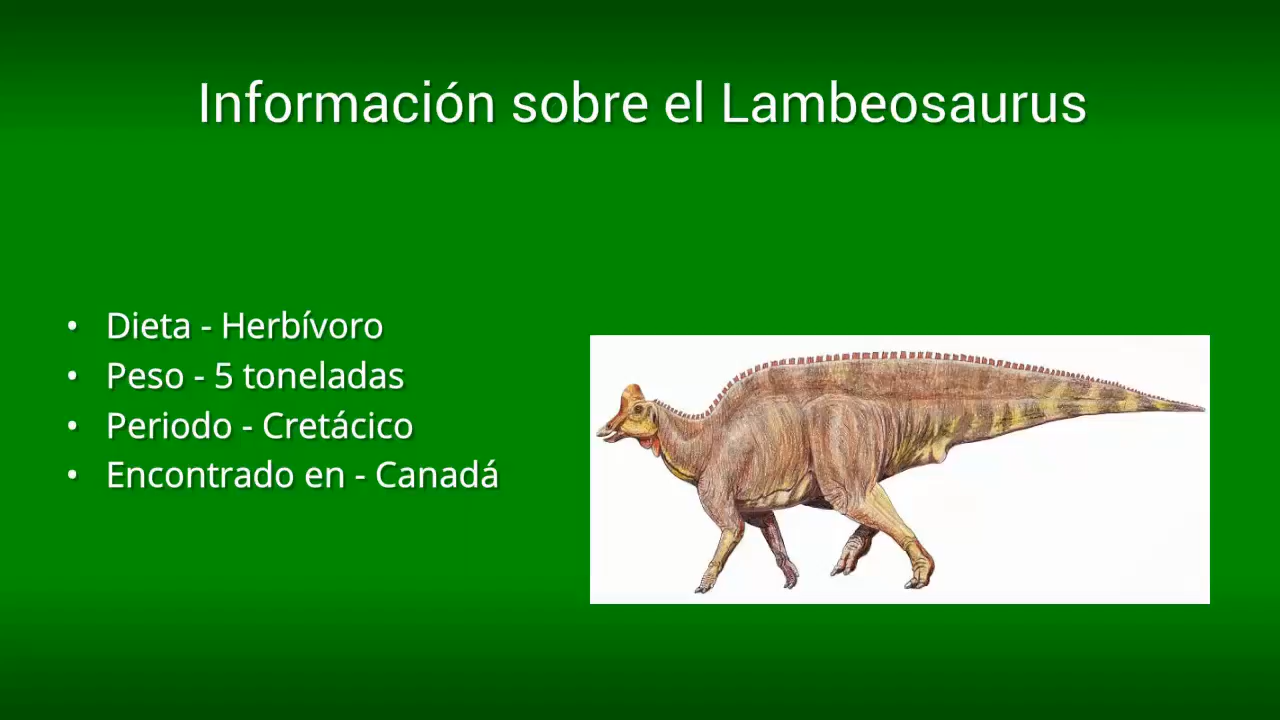 Información sobre el Lambeosaurus
• Dieta - Herbívoro
• Peso - 5 toneladas
• Periodo - Cretácico
• Encontrado en - Canadá